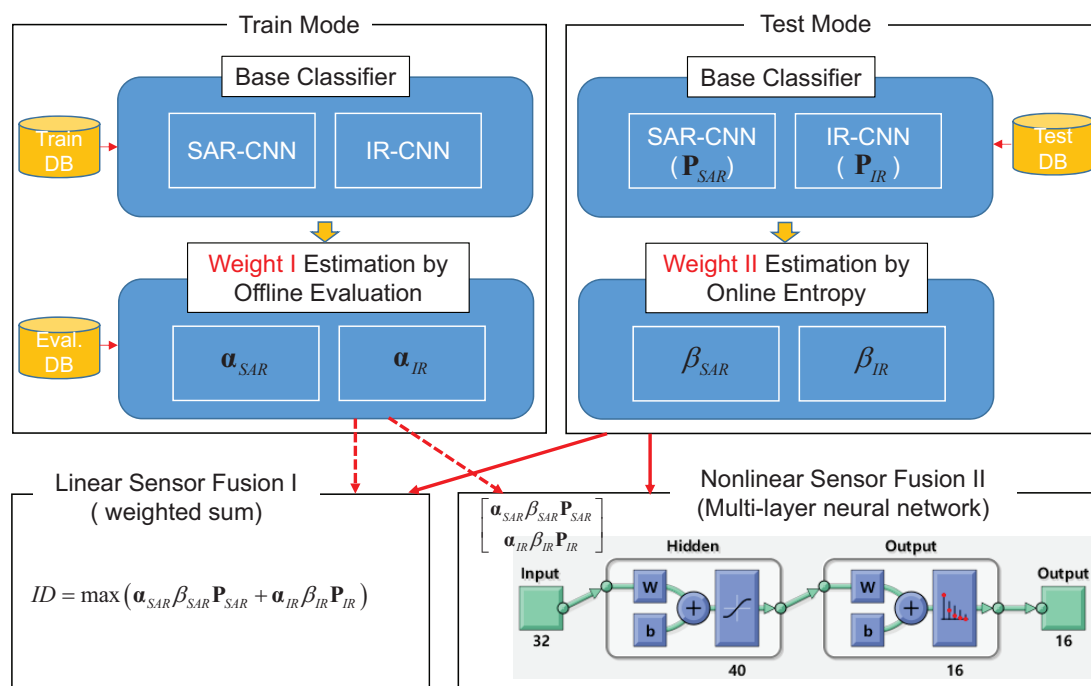 Train Mode
Base Classifier
Train
DB
SAR-CNN
IR-CNN
Weight I Estimation by
Offline Evaluation
Eval.
DB
α_SAR
α_IR
Test Mode
Base Classifier
SAR-CNN
( P_SAR )
IR-CNN
( P_IR )
Test
DB
Weight II Estimation by
Online Entropy
β_SAR
β_IR
Linear Sensor Fusion I
( weighted sum)
ID = max ( α_SAR β_SAR P_SAR + α_IR β_IR P_IR )
Nonlinear Sensor Fusion II
(Multi-layer neural network)
[ α_SAR β_SAR P_SAR
α_IR β_IR P_IR ]
Input
32
Hidden
W
b
+
40
Output
W
b
+
16
Output
16